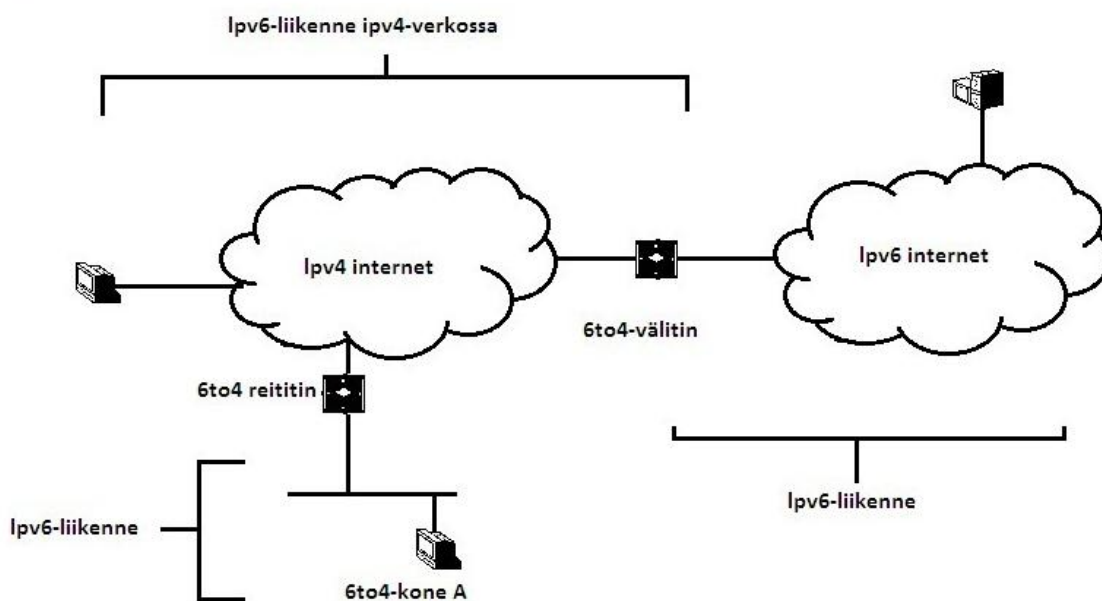 Ipv6-liikenne ipv4-verkossa
Ipv4 internet
Ipv6 internet
6to4-välitin
6to4 reititin
Ipv6-liikenne
Ipv6-liikenne
6to4-kone A